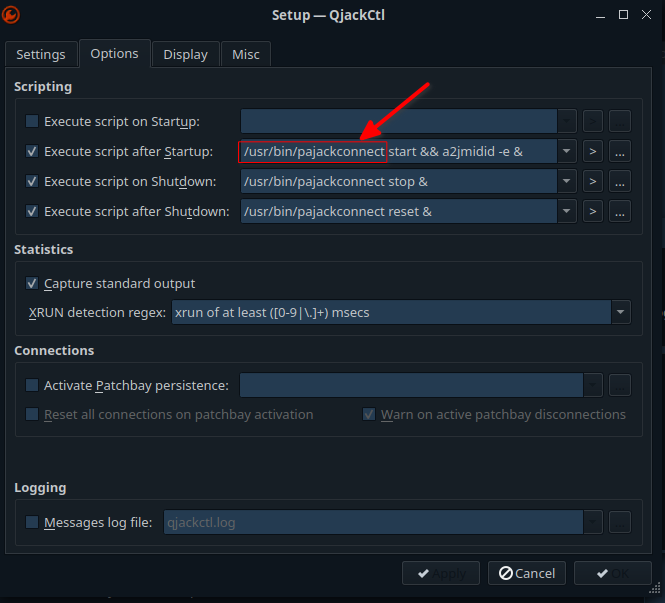 Setup — QjackCtl
Settings Options Display Misc
Scripting
Execute script on Startup:
Execute script after Startup: /usr/bin/pajackconnect start && a2jmidid -e & > ...
Execute script on Shutdown: /usr/bin/pajackconnect stop & > ...
Execute script after Shutdown: /usr/bin/pajackconnect reset & > ...
Statistics
Capture standard output
XRUN detection regex: xrun of at least ([0-9|\.]+) msecs
Connections
Activate Patchbay persistence:
Reset all connections on patchbay activation Warn on active patchbay disconnections
Logging
Messages log file: qjackctl.log
Apply Cancel OK